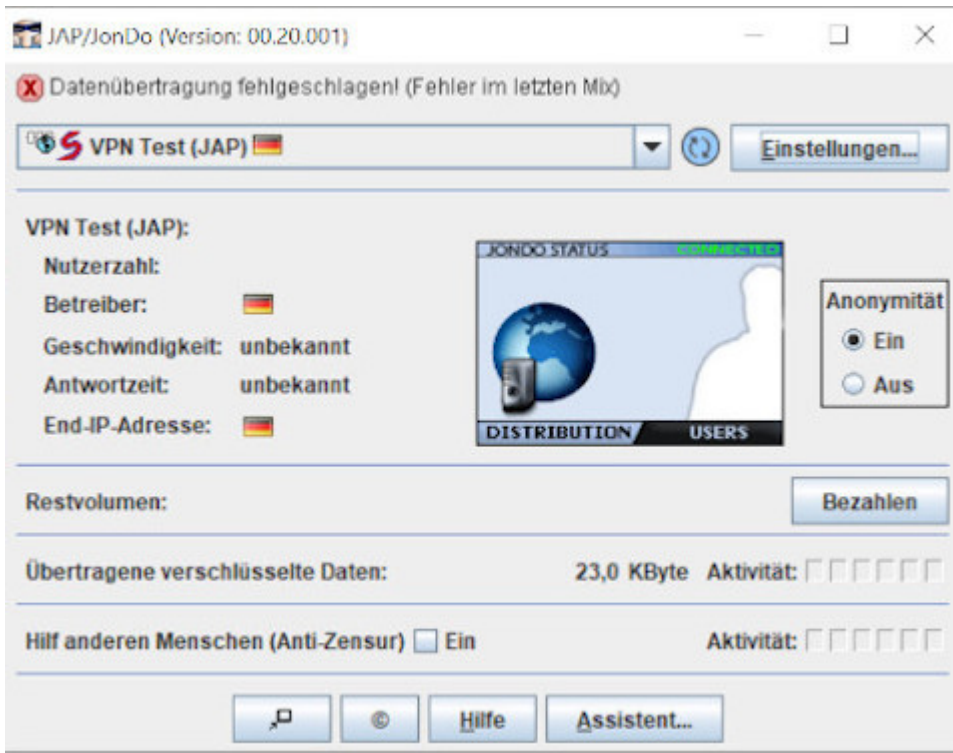 JAP/JonDo (Version: 00.20.001)
Datenübertragung fehlgeschlagen! (Fehler im letzten Mix)
VPN Test (JAP)
Einstellungen...
VPN Test (JAP):
Nutzerzahl:
Betreiber:
Geschwindigkeit: unbekannt
Antwortzeit: unbekannt
End-IP-Adresse:
JONDO STATUS CONNECTED
DISTRIBUTION USERS
Anonymität
Ein
Aus
Restvolumen:
Bezahlen
Übertragene verschlüsselte Daten: 23,0 KByte Aktivität:
Hilf anderen Menschen (Anti-Zensur) Ein Aktivität:
© Hilfe Assistent...